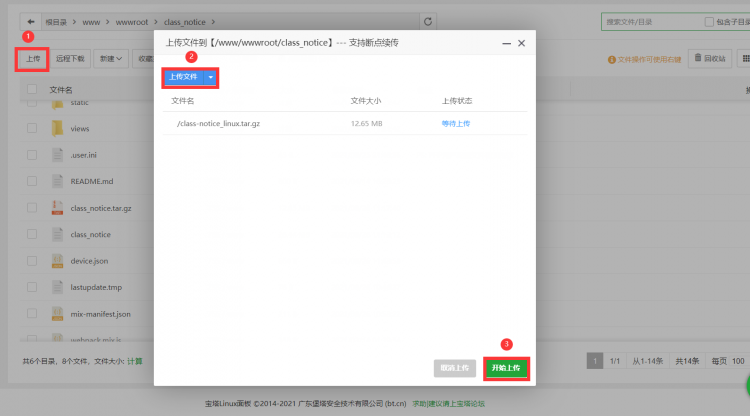 根目录 > www > wwwroot > class_notice >
搜索文件/目录
包含子目录
1
上传 远程下载 新建 收藏
文件操作可使用右键 回收站
文件名
static
views
.user.ini
README.md
class_notice.tar.gz
class_notice
device.json
lastupdate.tmp
mix-manifest.json
webpack.mix.js
上传文件到【/www/wwwroot/class_notice】--- 支持断点续传
2
上传文件
文件名 文件大小 上传状态
/class-notice_linux.tar.gz 12.65 MB 等待上传
3
取消上传 开始上传
共6个目录，8个文件，文件大小: 计算
1 1/1 从1-14条 共14条 每页 100
宝塔Linux面板 ©2014-2021 广东堡塔安全技术有限公司 (bt.cn) 求助|建议请上宝塔论坛